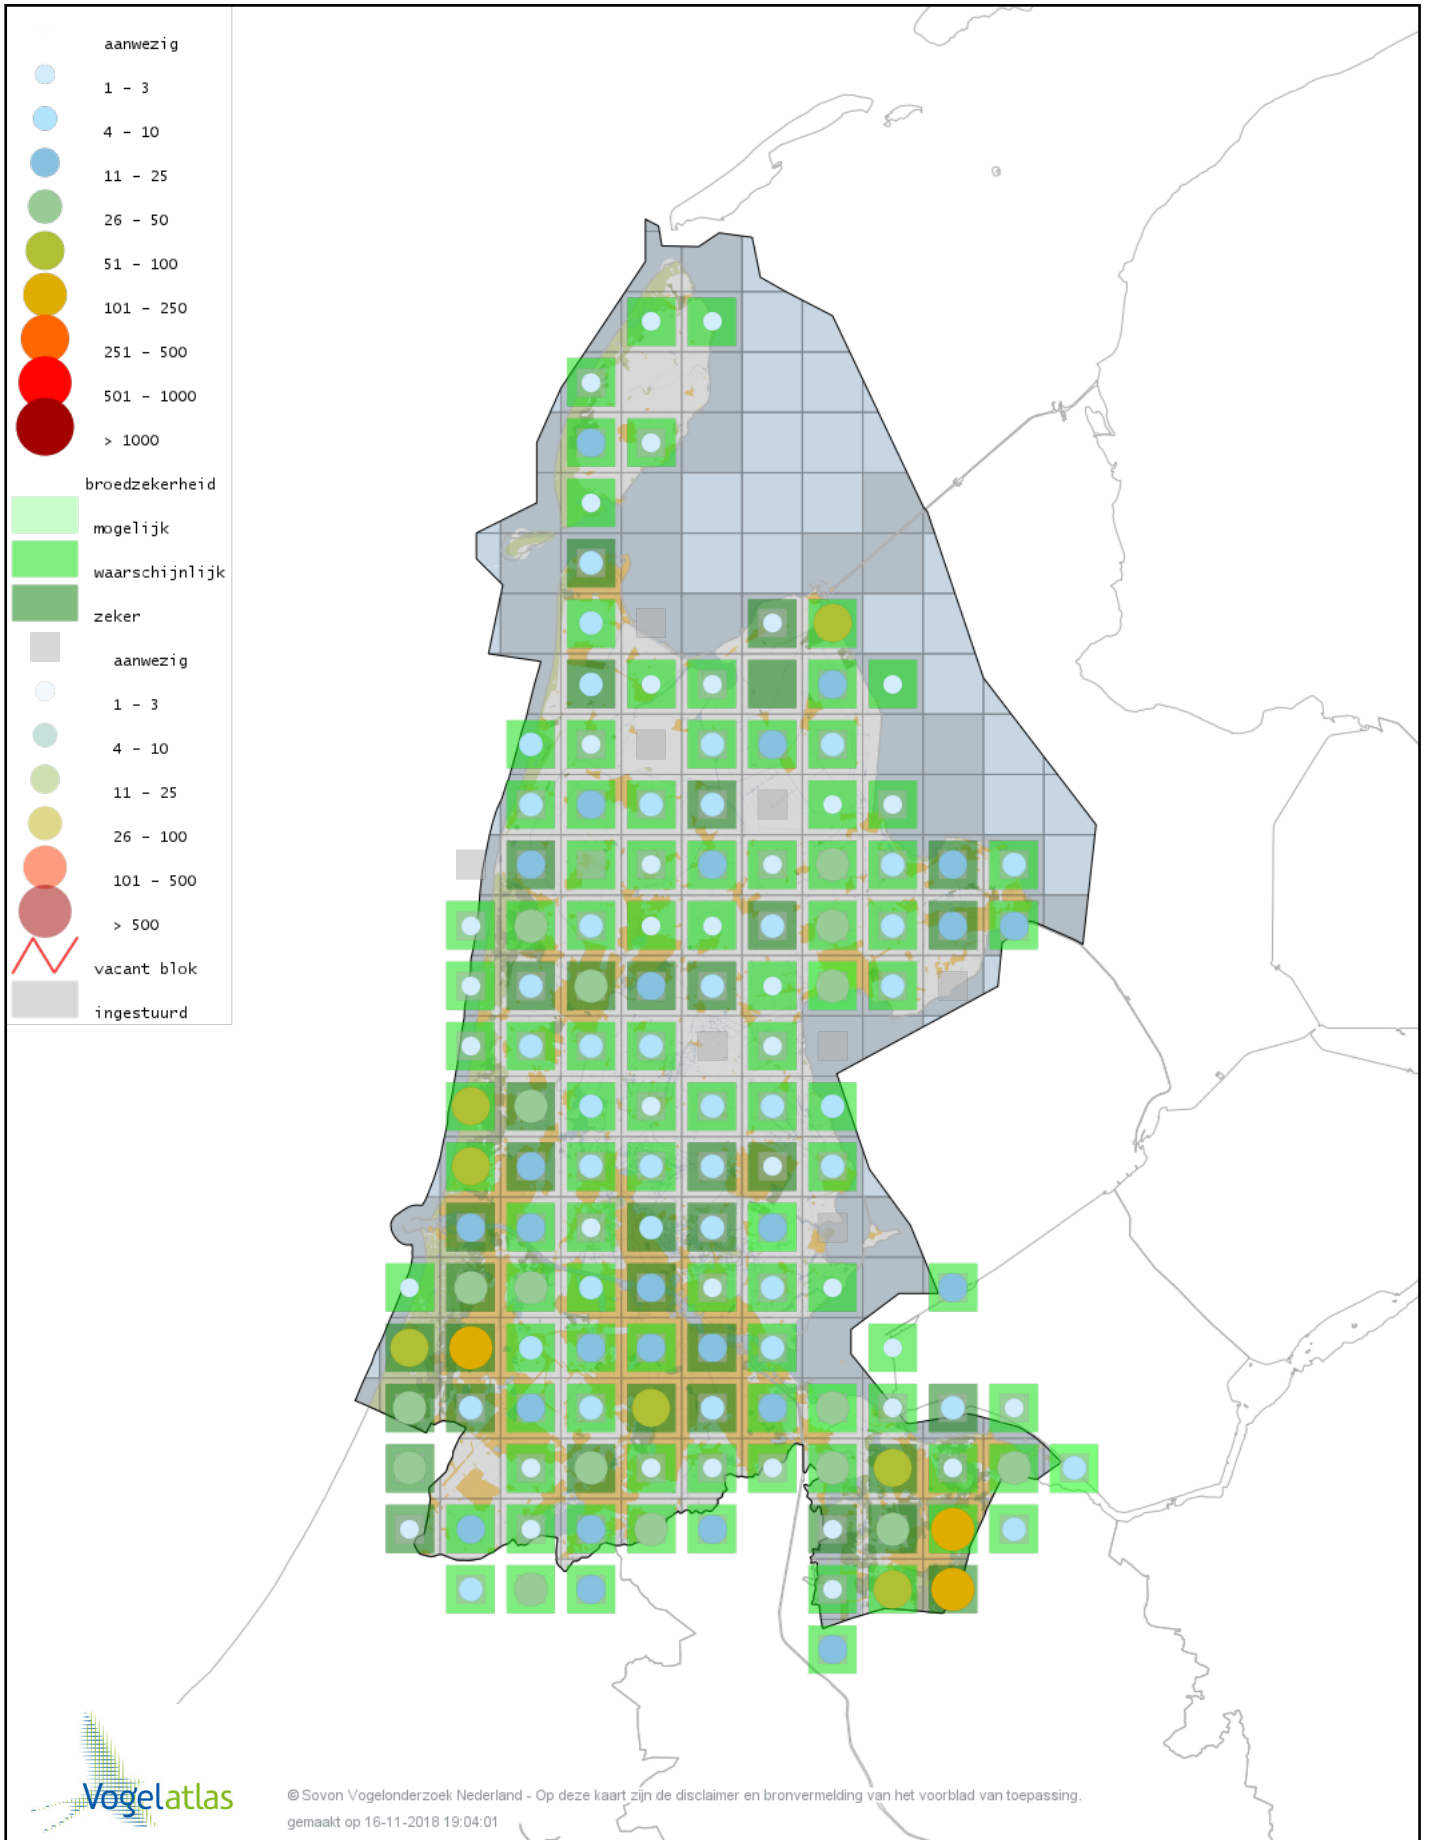 aanwezig
1 - 3
4 - 10
11 - 25
26 - 50
51 - 100
101 - 250
251 - 500
501 - 1000
> 1000
broedzekerheid
mogelijk
waarschijnlijk
zeker
aanwezig
1 - 3
4 - 10
11 - 25
26 - 100
101 - 500
> 500
vacant blok
ingestuurd
Vogelatlas
© Sovon Vogelonderzoek Nederland - Op deze kaart zijn de disclaimer en bronvermelding van het voorblad van toepassing.
gemaakt op 16-11-2018 19:04:01